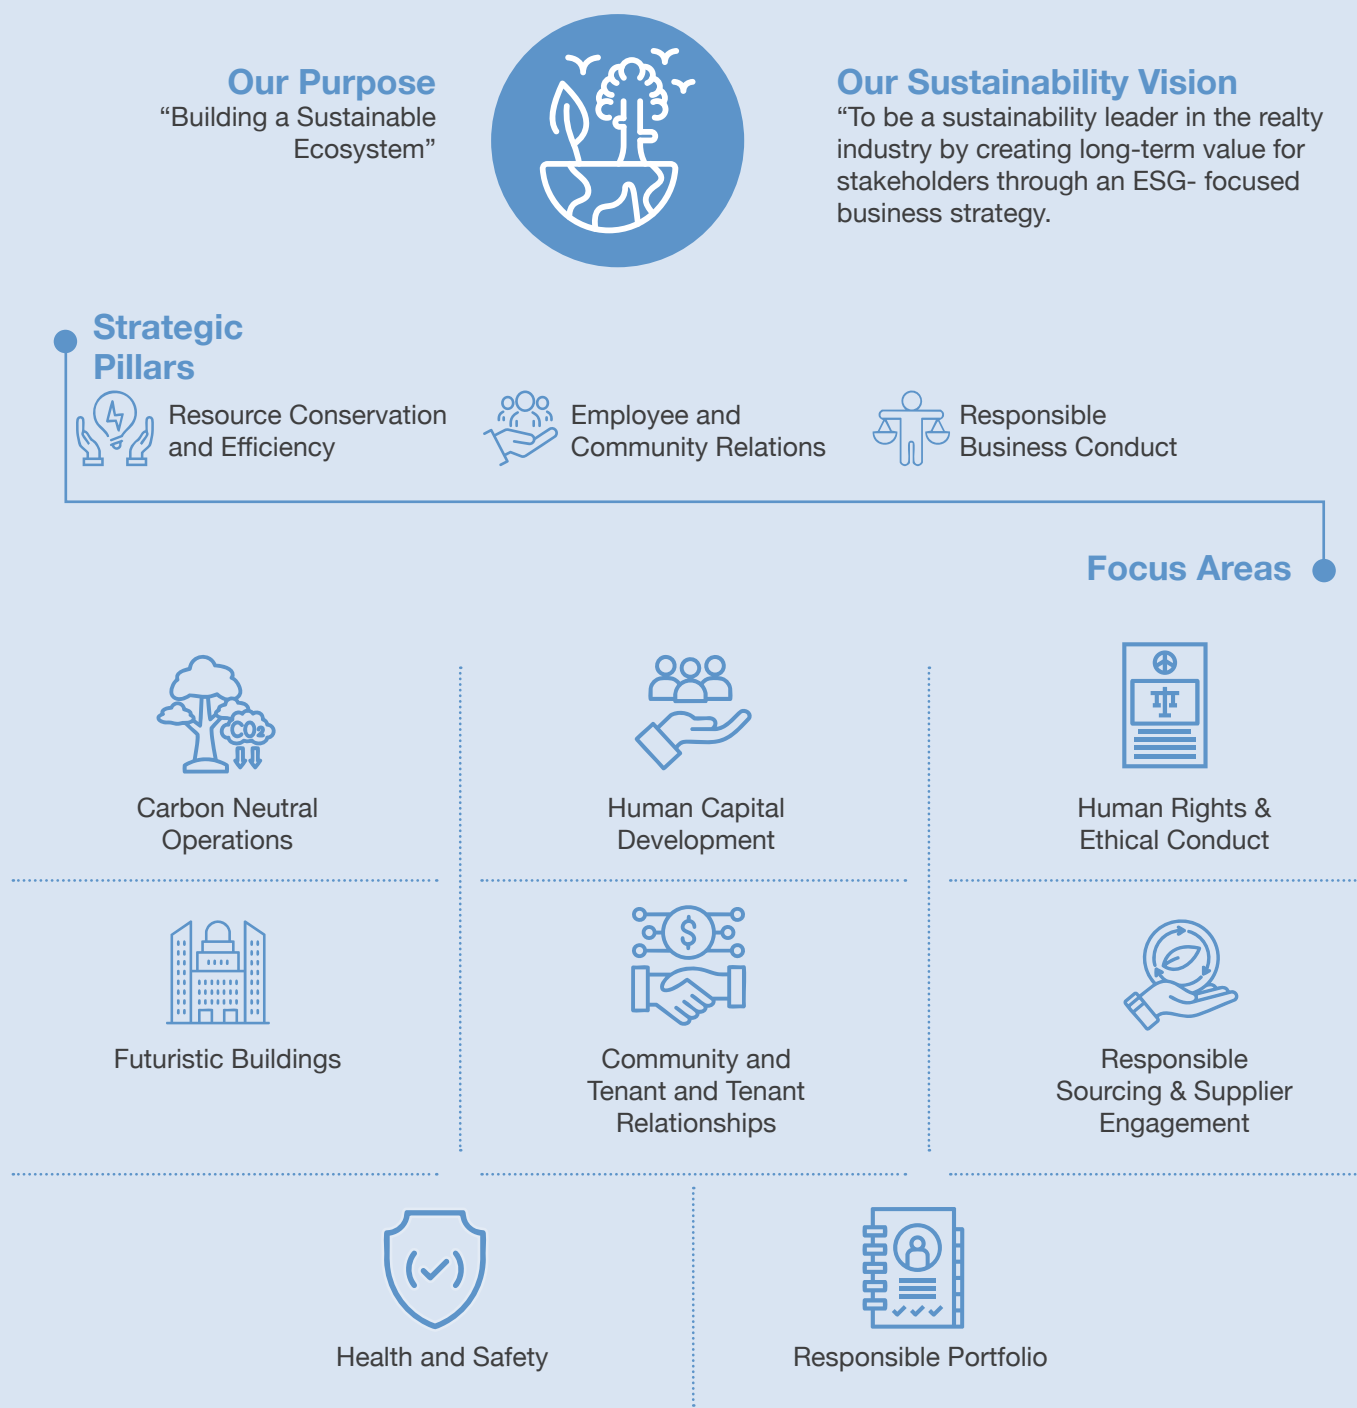 Our Purpose
“Building a Sustainable
Ecosystem”
Our Sustainability Vision
“To be a sustainability leader in the realty
industry by creating long-term value for
stakeholders through an ESG- focused
business strategy.
Strategic
Pillars
Resource Conservation
and Efficiency
Employee and
Community Relations
Responsible
Business Conduct
Focus Areas
CO₂
Carbon Neutral
Operations
Human Capital
Development
Human Rights &
Ethical Conduct
Futuristic Buildings
$
Community and
Tenant and Tenant
Relationships
Responsible
Sourcing & Supplier
Engagement
Health and Safety
Responsible Portfolio